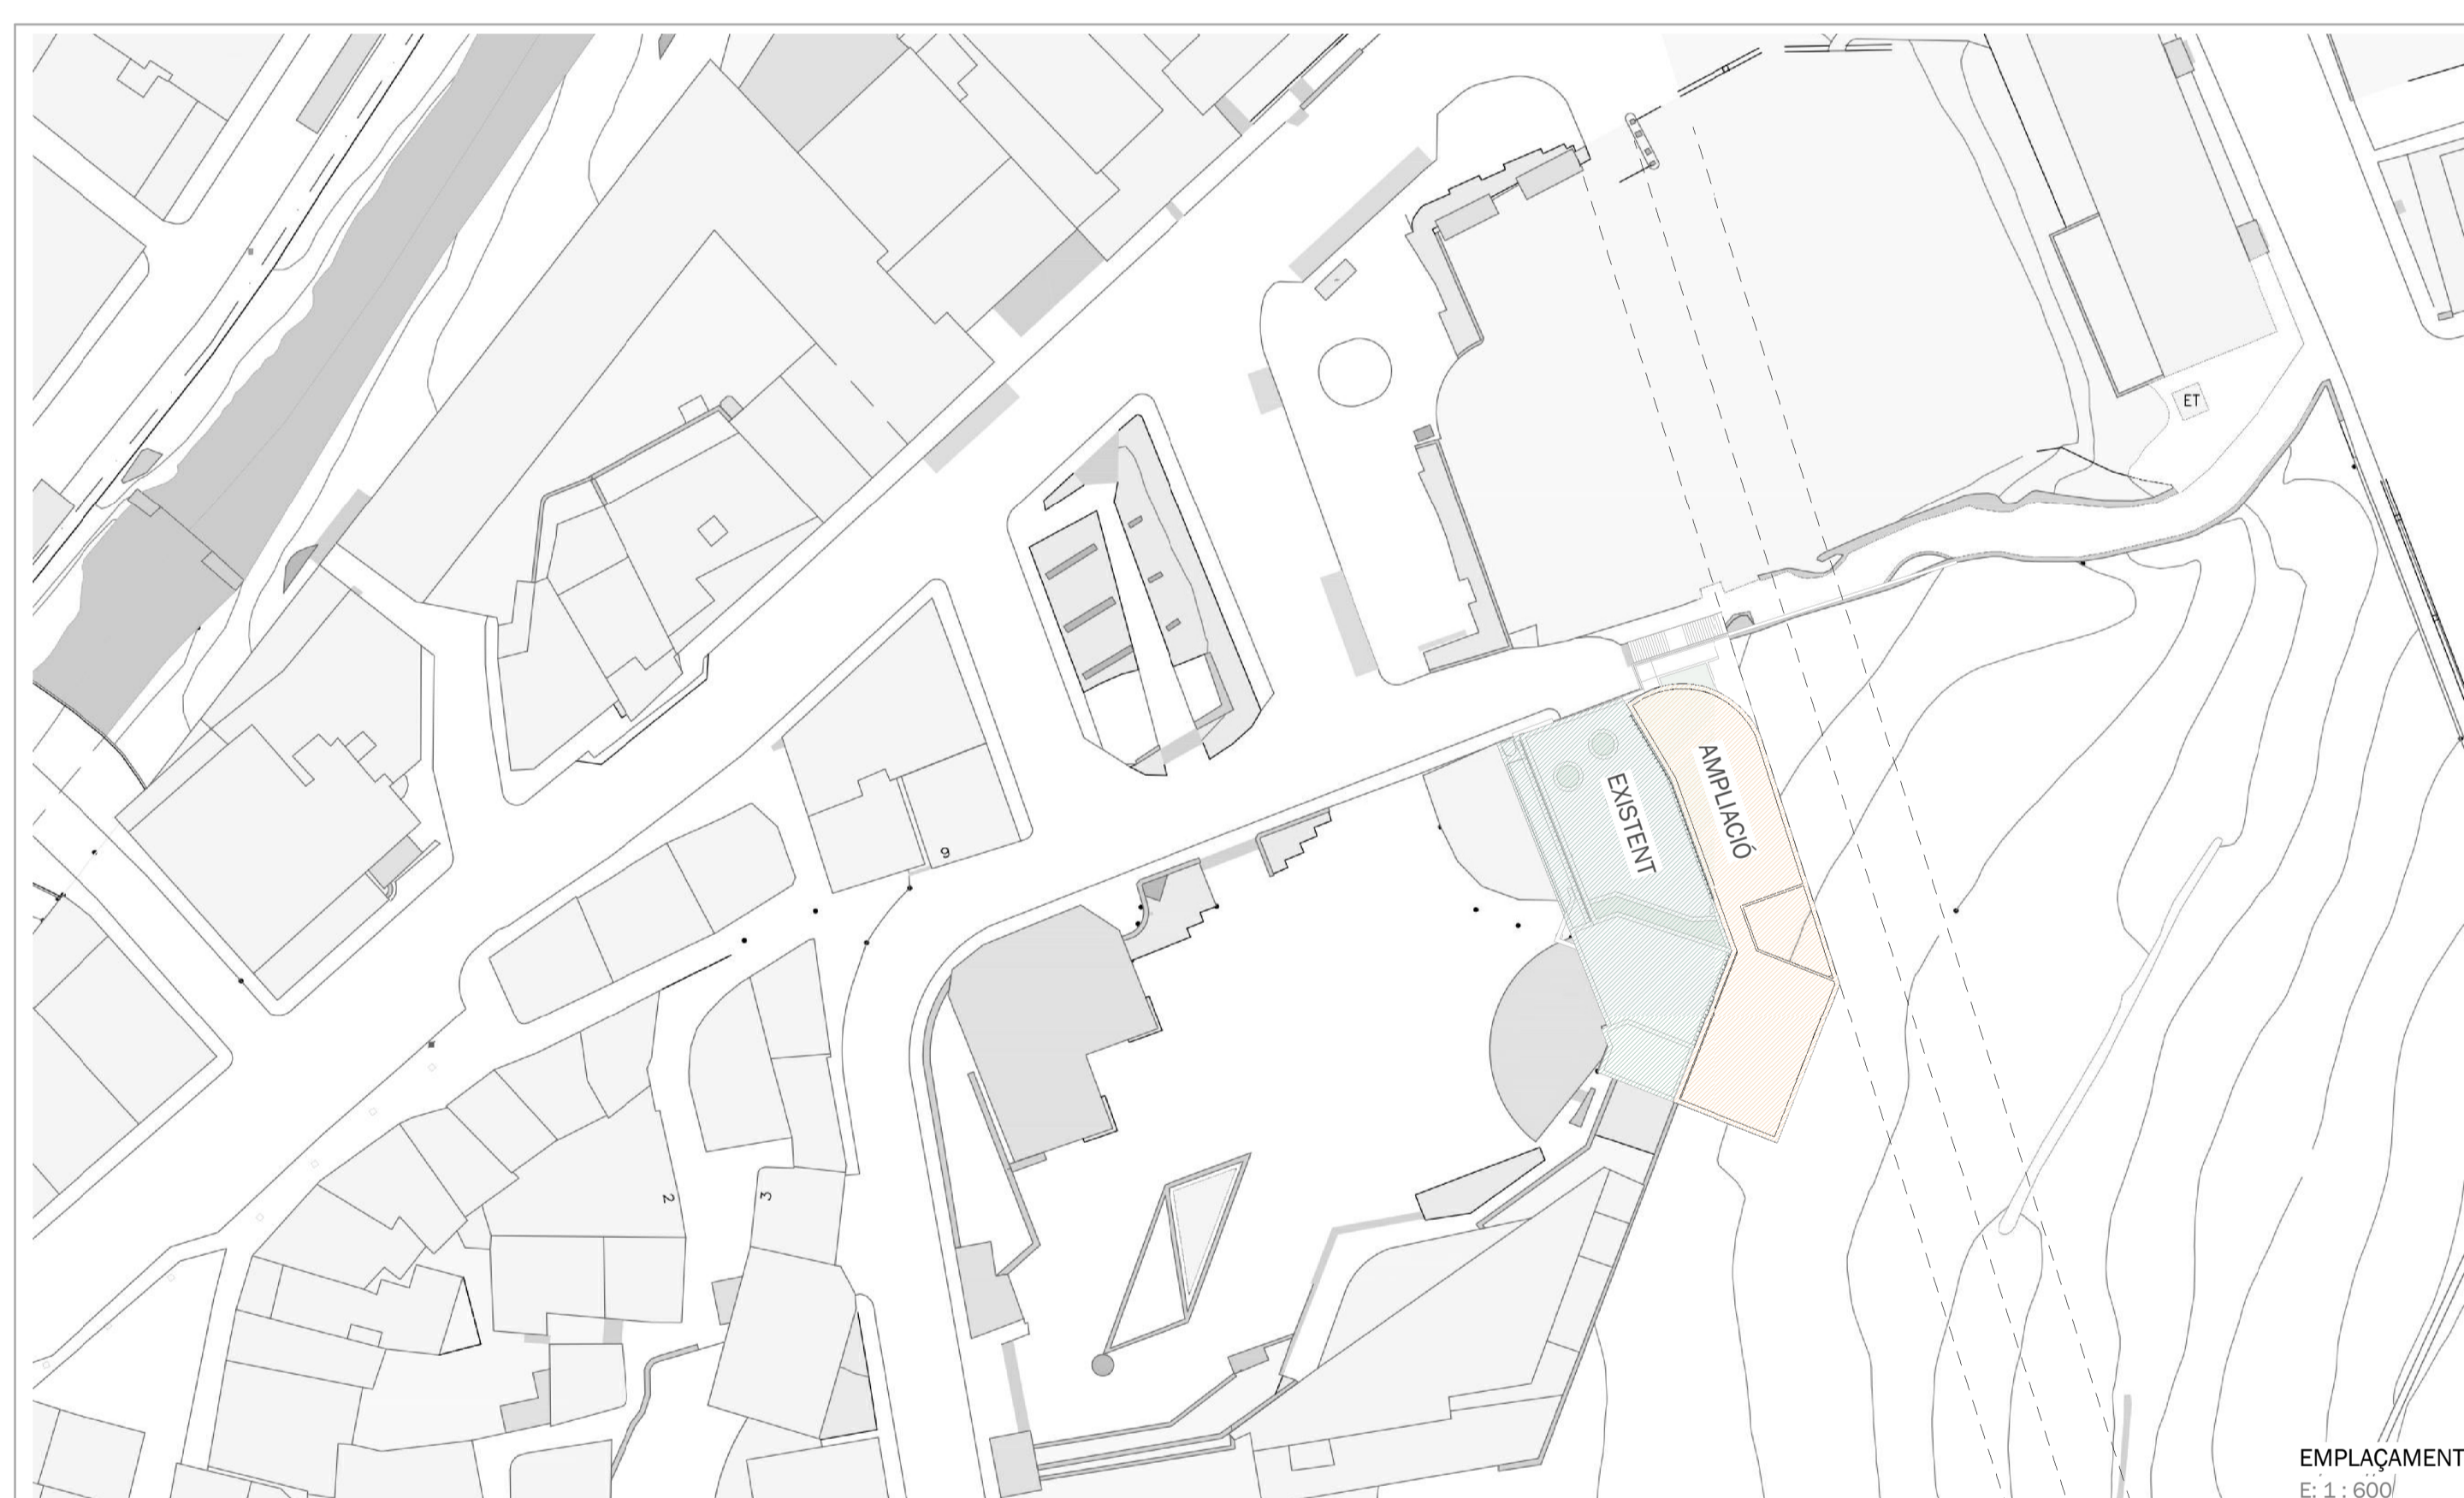 ET
EXISTENT
AMPLIACIÓ
9
2
3
EMPLAÇAMENT
E: 1 : 600